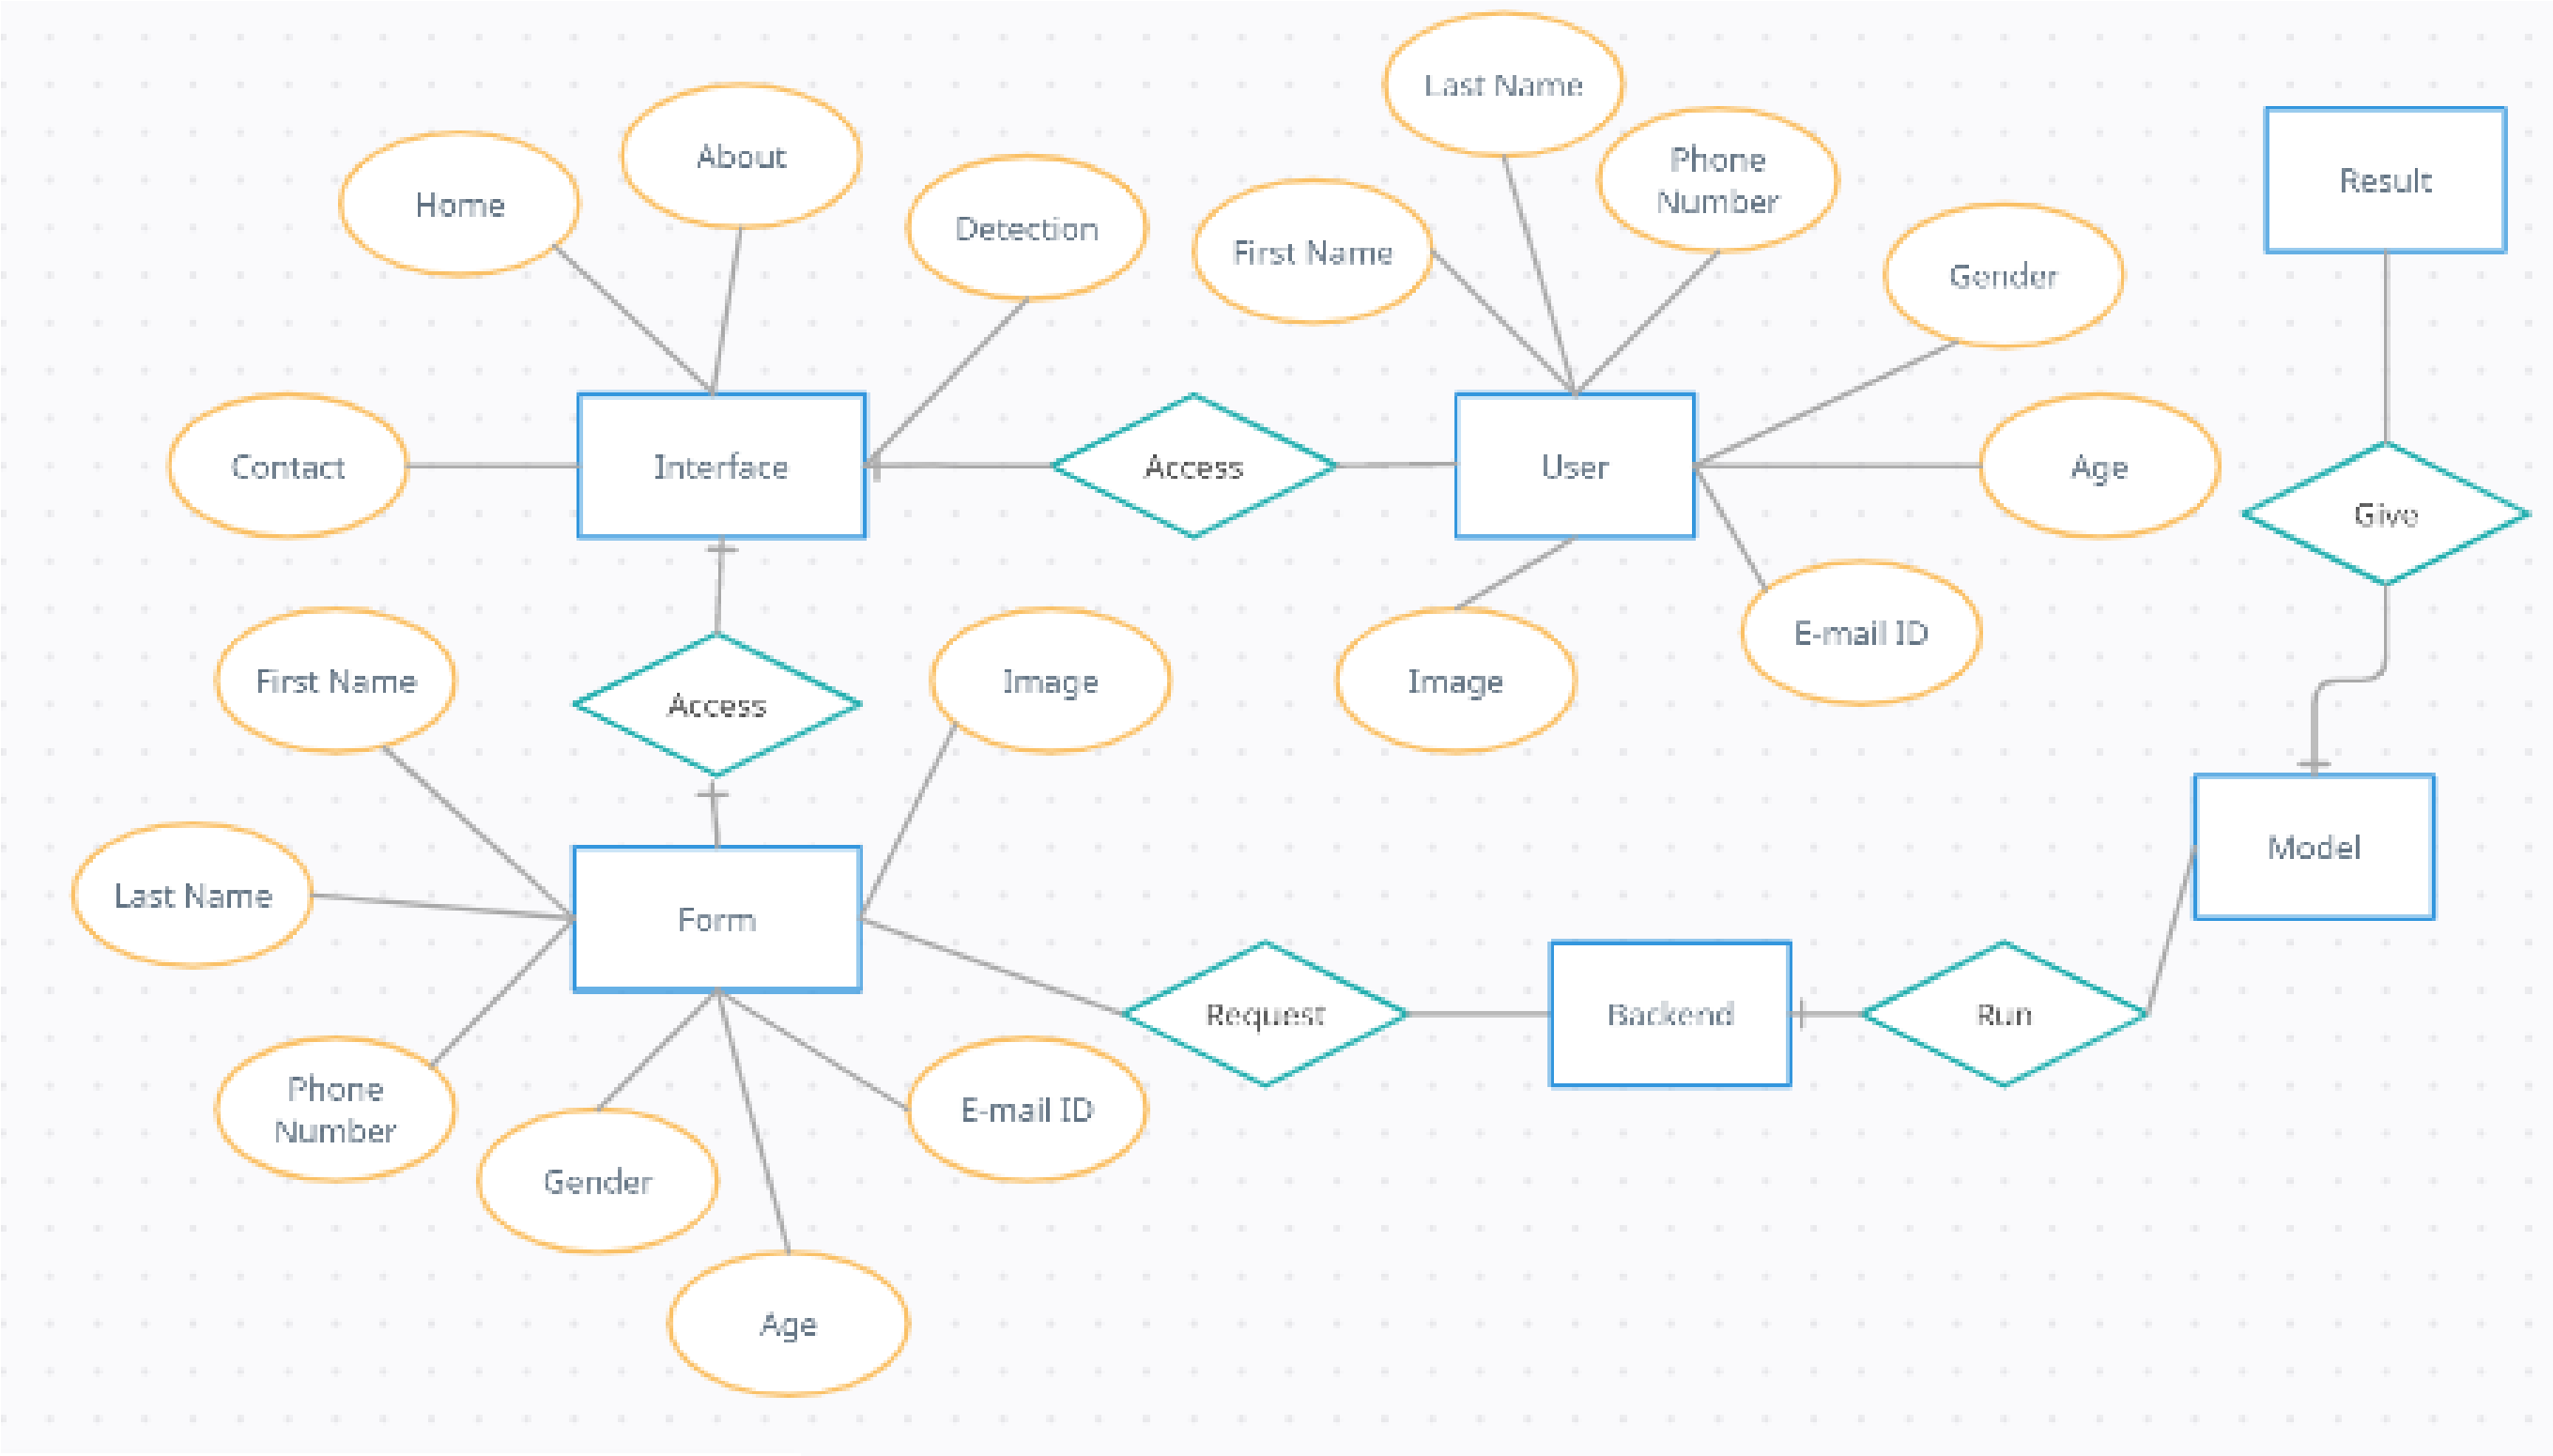 Last Name
About
Phone
Number
Result
Home
Detection
First Name
Gender
Contact
Interface
Access
User
Age
Give
E-mail ID
First Name
Access
Image
Image
Model
Last Name
Form
Request
Backend
Run
Phone
Number
E-mail ID
Gender
Age